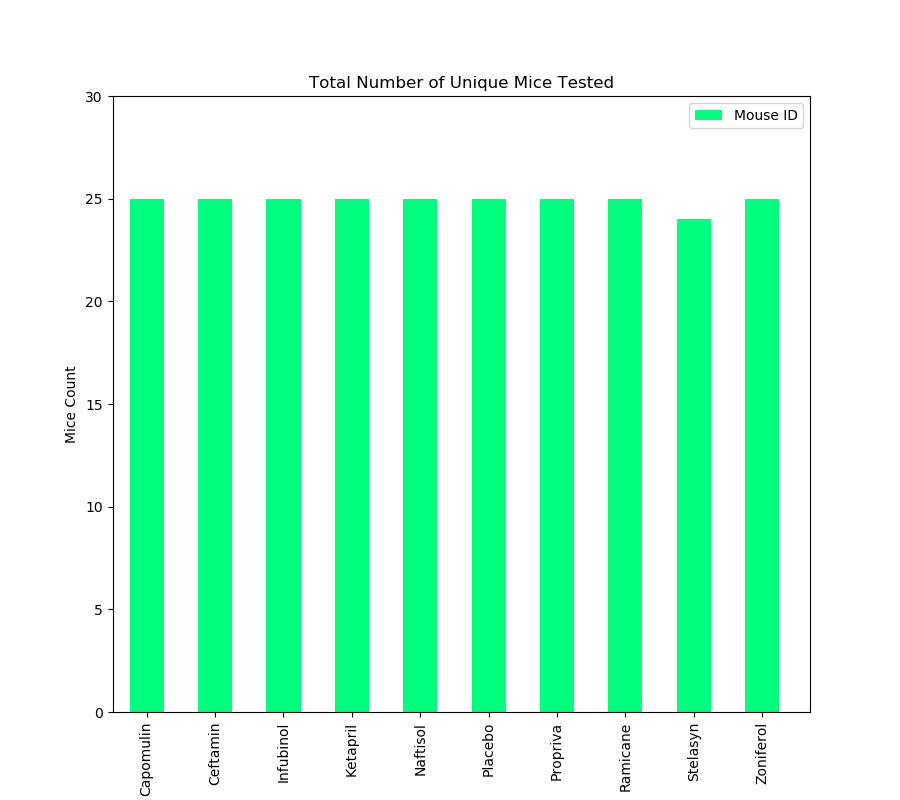 Total Number of Unique Mice Tested
Mouse ID
30
25
20
15
10
5
0
Mice Count
Capomulin
Ceftamin
Infubinol
Ketapril
Naftisol
Placebo
Propriva
Ramicane
Stelasyn
Zoniferol